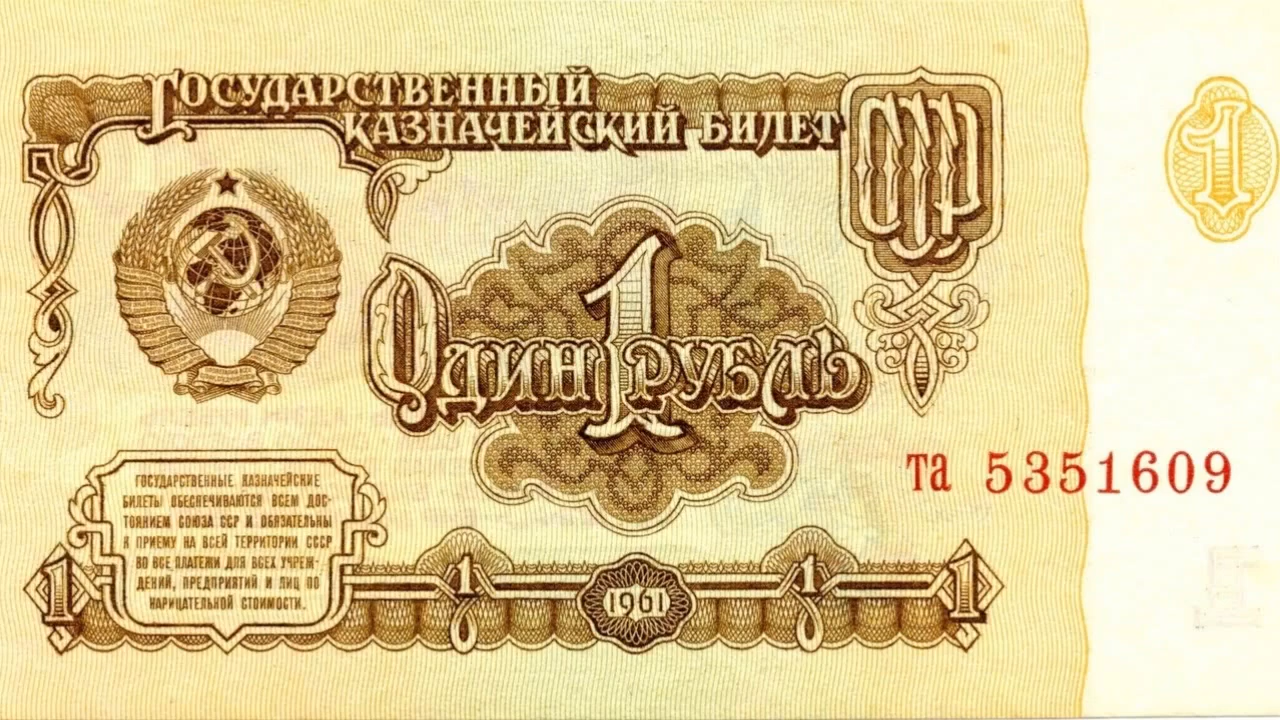 ГОСУДАРСТВЕННЫЙ
КАЗНАЧЕЙСКИЙ БИЛЕТ
СССР
1
ОДИН 1 РУБЛЬ
та 5351609
ГОСУДАРСТВЕННЫЕ КАЗНАЧЕЙСКИЕ
БИЛЕТЫ ОБЕСПЕЧИВАЮТСЯ ВСЕМ ДОС-
ТОЯНИЕМ СОЮЗА ССР И ОБЯЗАТЕЛЬНЫ
К ПРИЕМУ НА ВСЕЙ ТЕРРИТОРИИ СССР
ВО ВСЕ ПЛАТЕЖИ ДЛЯ ВСЕХ УЧРЕЖ-
ДЕНИЙ, ПРЕДПРИЯТИЙ И ЛИЦ ПО
НАРИЦАТЕЛЬНОЙ СТОИМОСТИ.
1 1 1961 1 1